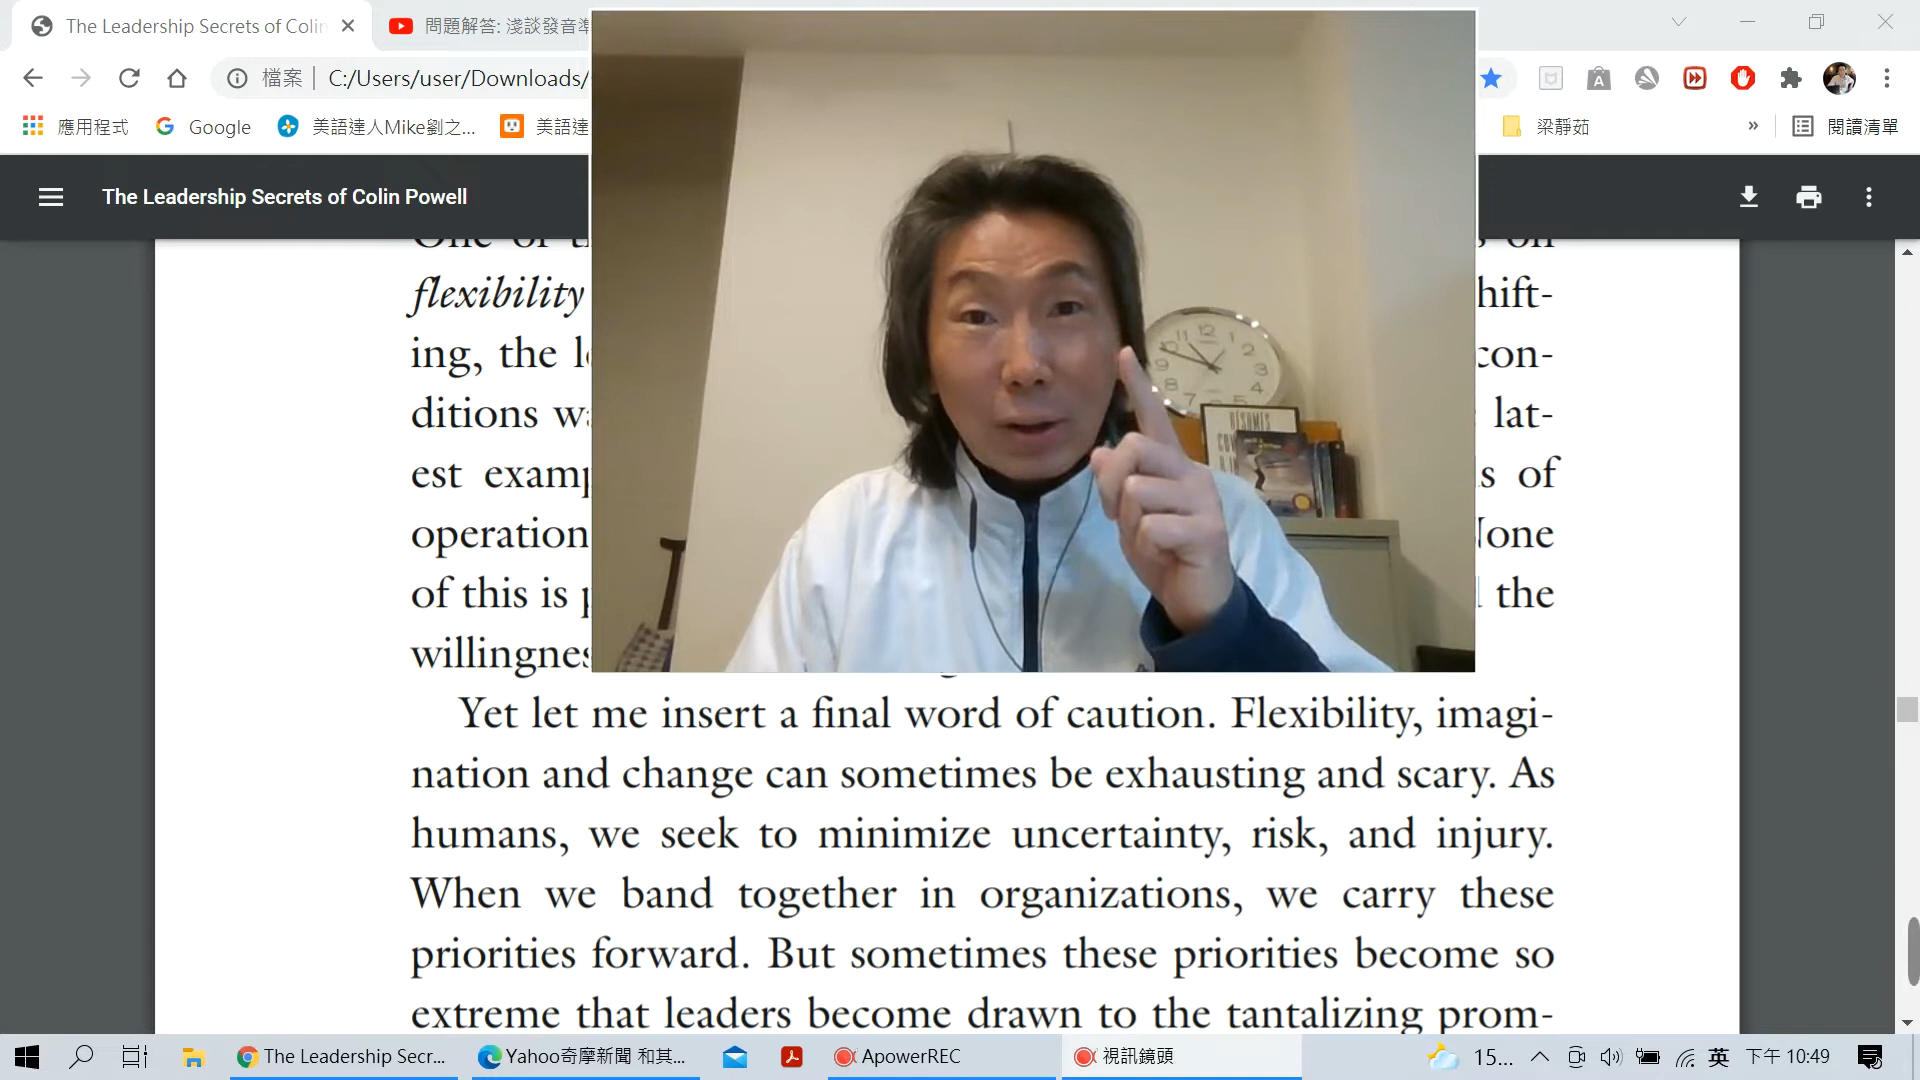 The Leadership Secrets of Colin
問題解答: 淺談發音準
檔案
C:/Users/user/Downloads/
應用程式
Google
美語達人Mike劉之...
美語達
梁靜茹
»
閱讀清單
The Leadership Secrets of Colin Powell
flexibility hift-
ing, the con-
ditions lat-
est of
operation
of this is the
Yet let me insert a final word of caution. Flexibility, imagi-
nation and change can sometimes be exhausting and scary. As
humans, we seek to minimize uncertainty, risk, and injury.
When we band together in organizations, we carry these
priorities forward. But sometimes these priorities become so
extreme that leaders become drawn to the tantalizing prom-
The Leadership Secr...
Yahoo奇摩新聞 和其...
ApowerREC
視訊鏡頭
15...
英
下午 10:49